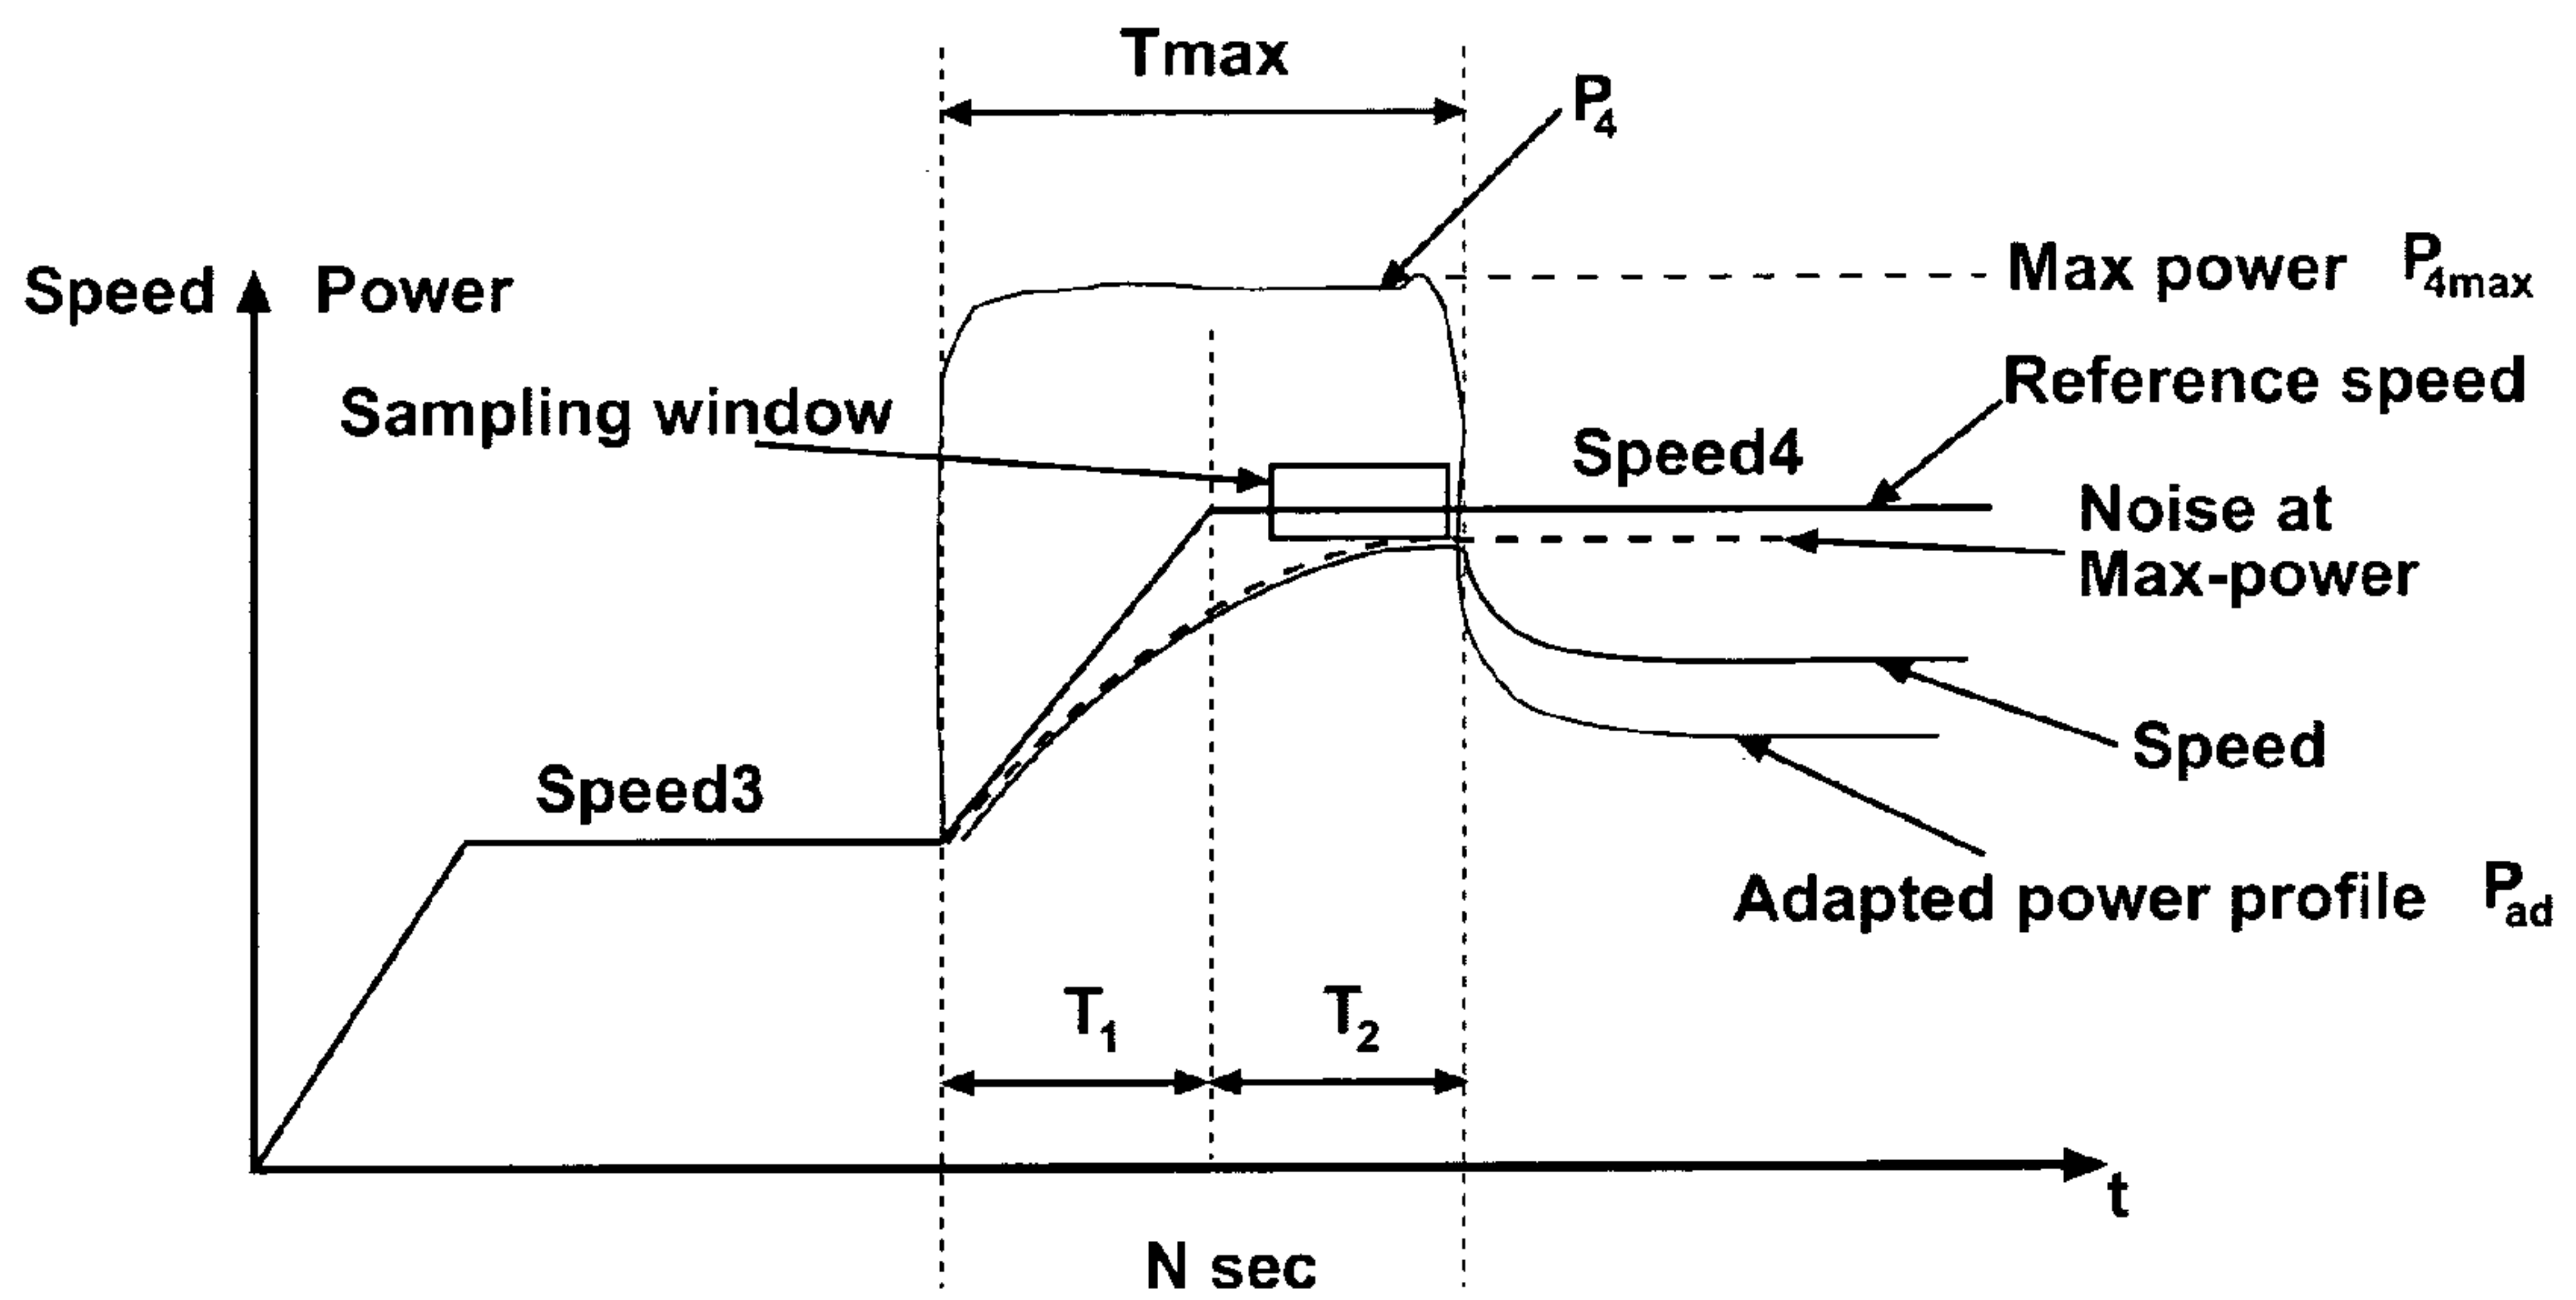 Tmax
P4
Speed Power
Max power P4max
Reference speed
Sampling window
Speed4
Noise at
Max-power
Speed
Speed3
Adapted power profile Pad
T1 T2
t
N sec